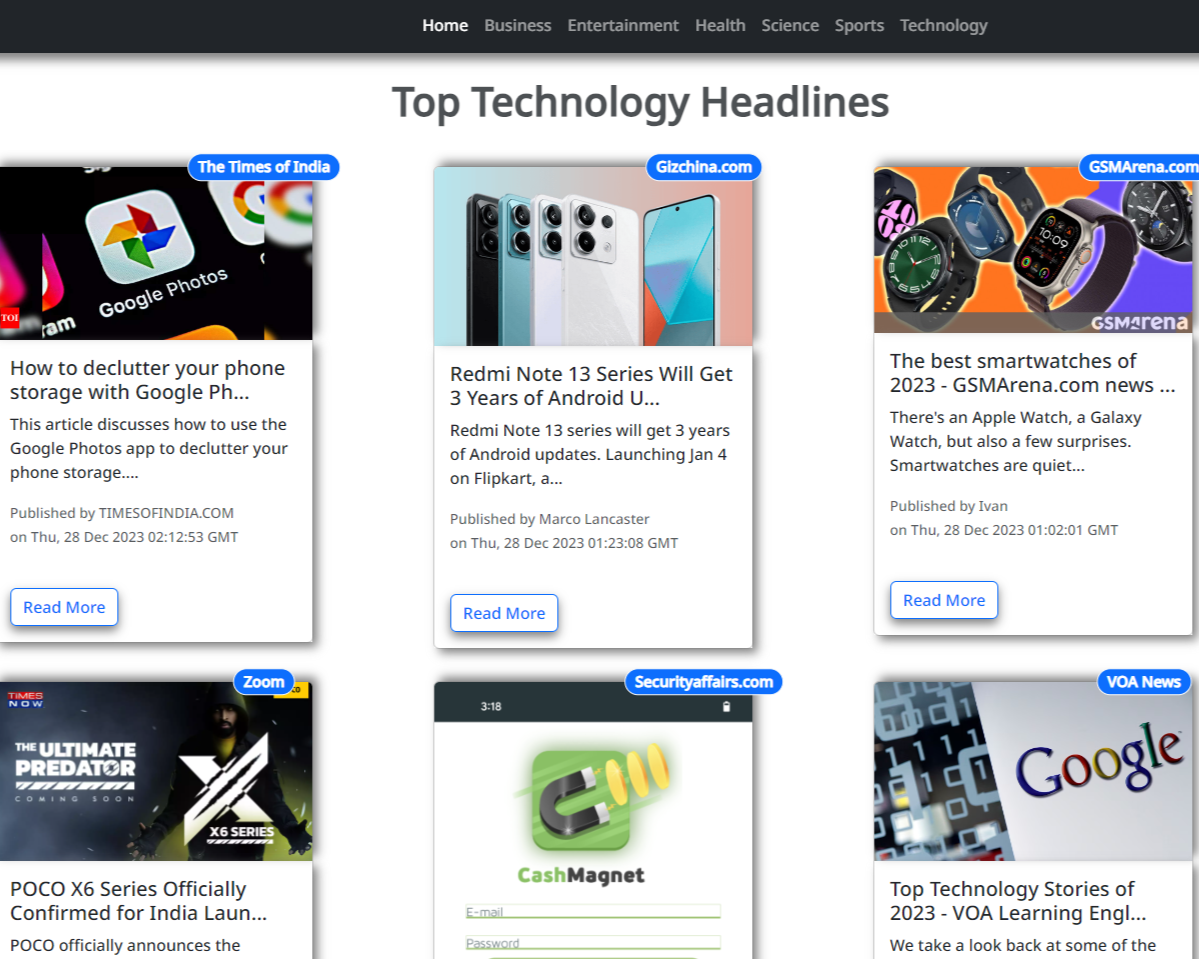 Home Business Entertainment Health Science Sports Technology
Top Technology Headlines
The Times of India
Google Photos
ram
TOI
How to declutter your phone
storage with Google Ph...
This article discusses how to use the
Google Photos app to declutter your
phone storage....
Published by TIMESOFINDIA.COM
on Thu, 28 Dec 2023 02:12:53 GMT
Read More
Gizchina.com
Redmi Note 13 Series Will Get
3 Years of Android U...
Redmi Note 13 series will get 3 years
of Android updates. Launching Jan 4
on Flipkart, a...
Published by Marco Lancaster
on Thu, 28 Dec 2023 01:23:08 GMT
Read More
GSMArena.com
10:09
GSMArena
The best smartwatches of
2023 - GSMArena.com news ...
There's an Apple Watch, a Galaxy
Watch, but also a few surprises.
Smartwatches are quiet...
Published by Ivan
on Thu, 28 Dec 2023 01:02:01 GMT
Read More
Zoom
TIMES
NOW
THE ULTIMATE
PREDATOR
COMING SOON
X6 SERIES
POCO X6 Series Officially
Confirmed for India Laun...
POCO officially announces the
Securityaffairs.com
3:18
CashMagnet
E-mail
Password
VOA News
Google
Top Technology Stories of
2023 - VOA Learning Engl...
We take a look back at some of the